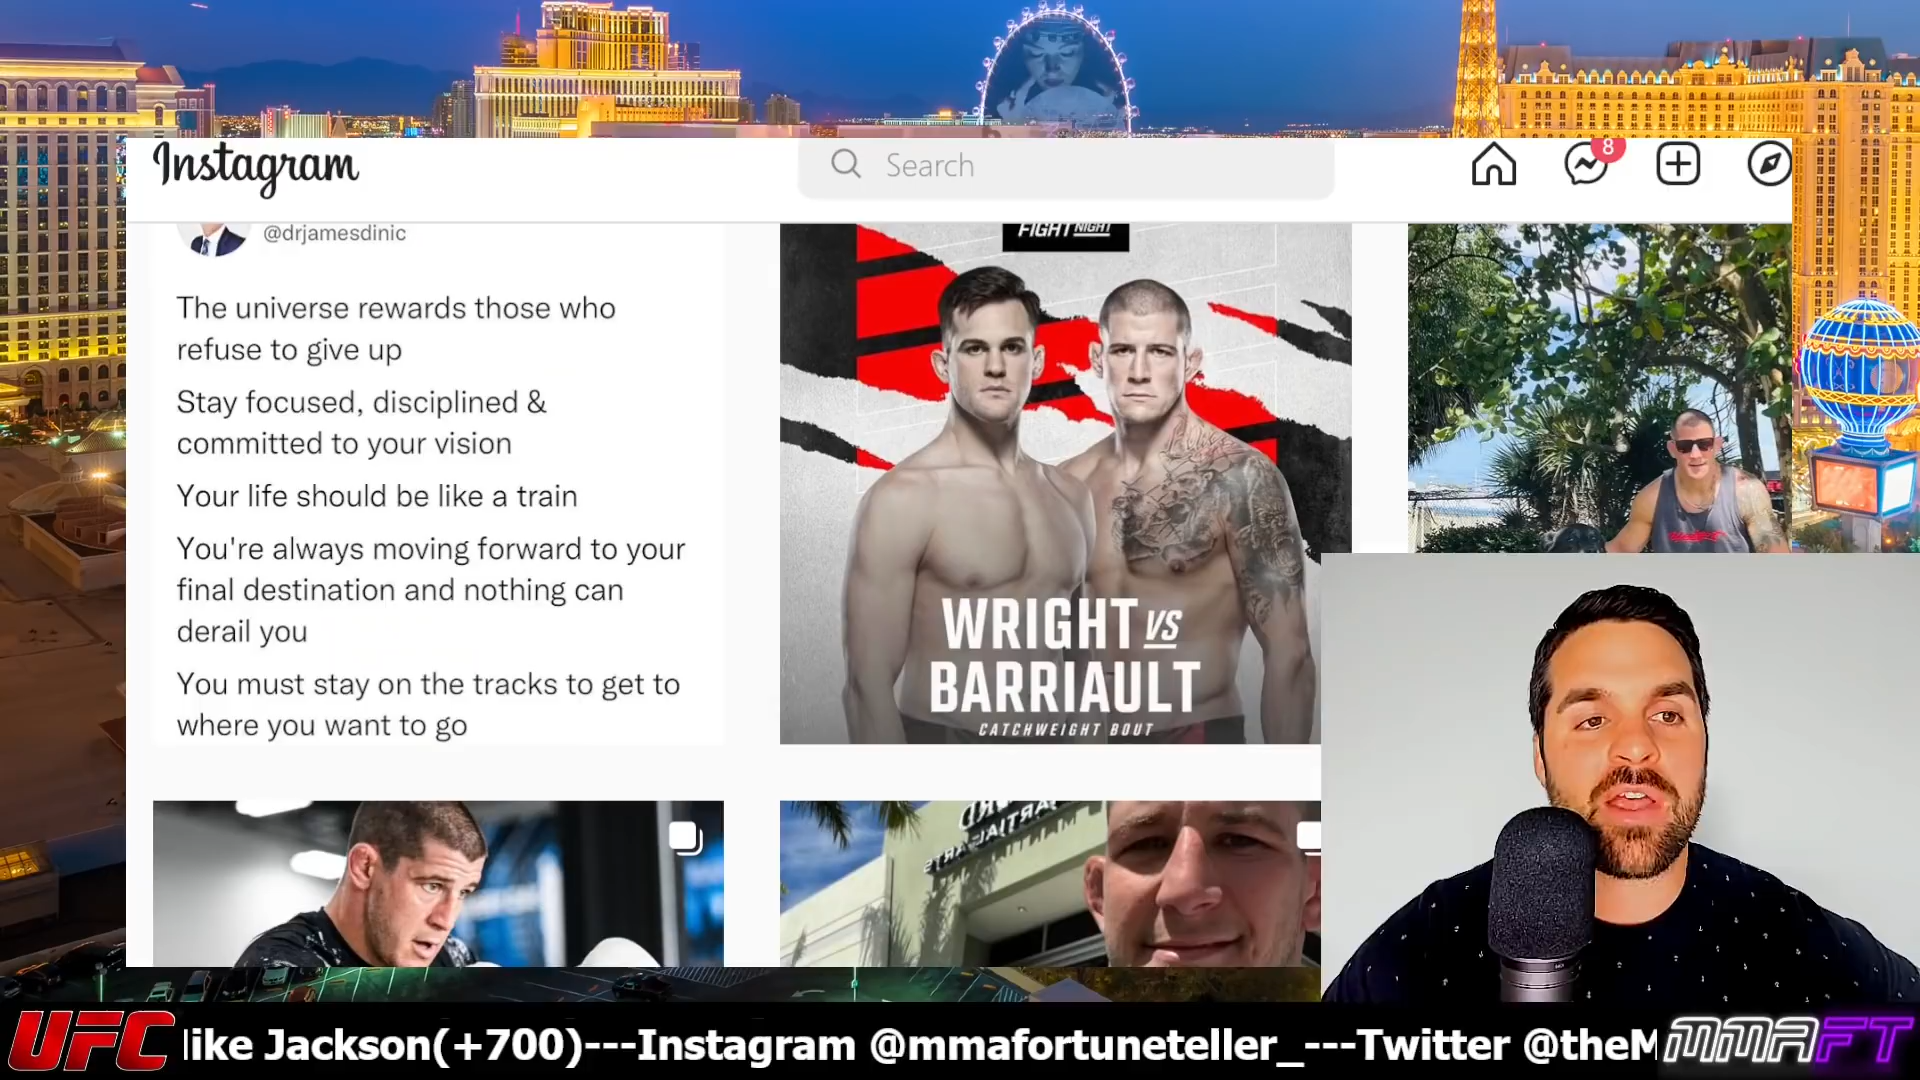 Instagram
Search
8
@drjamesdinic
The universe rewards those who
refuse to give up
Stay focused, disciplined &
committed to your vision
Your life should be like a train
You're always moving forward to your
final destination and nothing can
derail you
You must stay on the tracks to get to
where you want to go
FIGHT NIGHT
WRIGHT VS
BARRIAULT
CATCHWEIGHT BOUT
UFC
like Jackson(+700)---Instagram @mmafortuneteller_---Twitter @theM
MMAFT